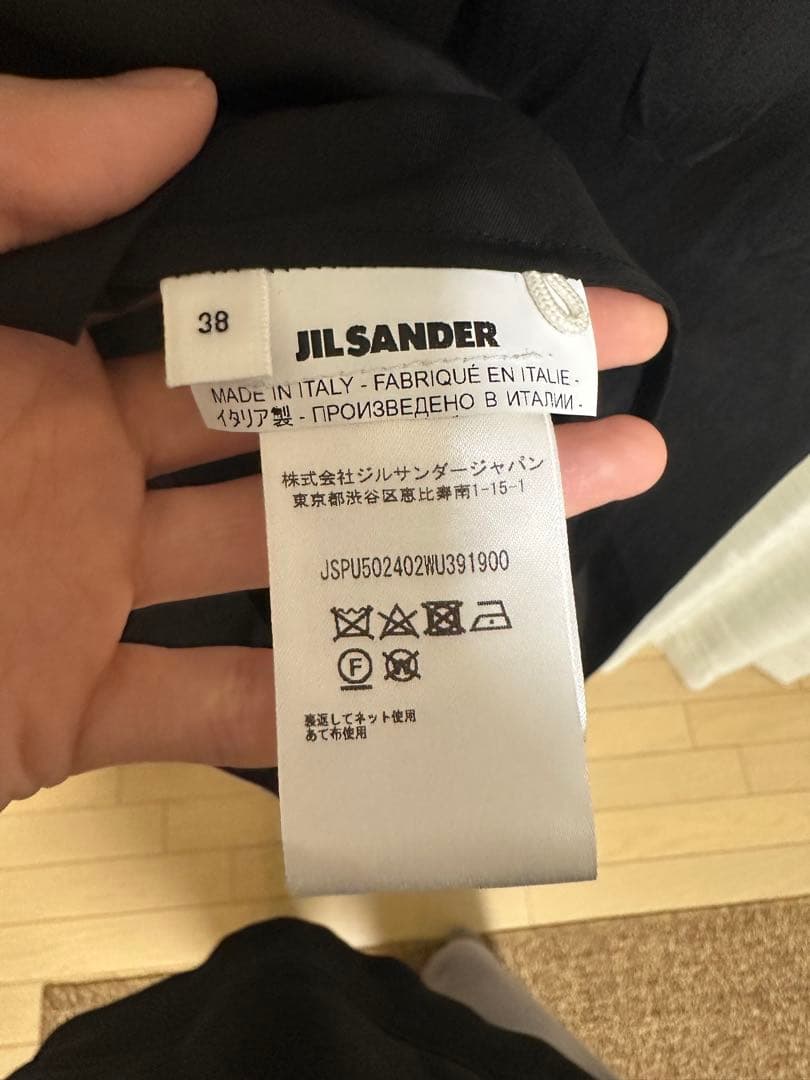 38
JIL SANDER
MADE IN ITALY - FABRIQUÉ EN ITALIE -
イタリア製 - ПРОИЗВЕДЕНО В ИТАЛИИ -
株式会社ジルサンダージャパン
東京都渋谷区恵比寿南1-15-1
JSPU502402WU391900
F
W
裏返してネット使用
あて布使用